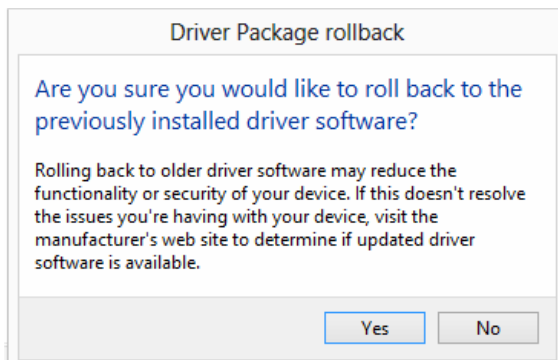 Driver Package rollback
Are you sure you would like to roll back to the
previously installed driver software?
Rolling back to older driver software may reduce the
functionality or security of your device. If this doesn't resolve
the issues you're having with your device, visit the
manufacturer's web site to determine if updated driver
software is available.
Yes No